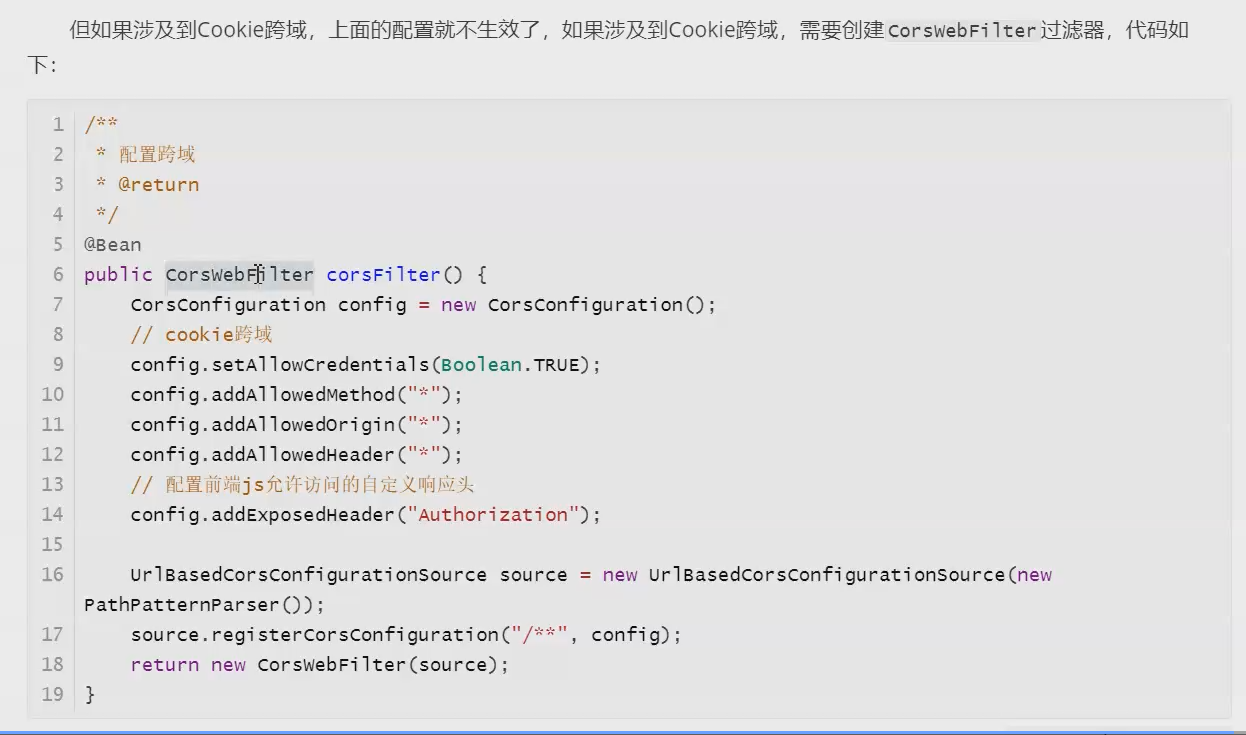 但如果涉及到Cookie跨域，上面的配置就不生效了，如果涉及到Cookie跨域，需要创建CorsWebFilter过滤器，代码如
下：
1 /**
2  * 配置跨域
3  * @return
4  */
5 @Bean
6 public CorsWebFilter corsFilter() {
7     CorsConfiguration config = new CorsConfiguration();
8     // cookie跨域
9     config.setAllowCredentials(Boolean.TRUE);
10     config.addAllowedMethod("*");
11     config.addAllowedOrigin("*");
12     config.addAllowedHeader("*");
13     // 配置前端js允许访问的自定义响应头
14     config.addExposedHeader("Authorization");
15
16     UrlBasedCorsConfigurationSource source = new UrlBasedCorsConfigurationSource(new
PathPatternParser());
17     source.registerCorsConfiguration("/**", config);
18     return new CorsWebFilter(source);
19 }